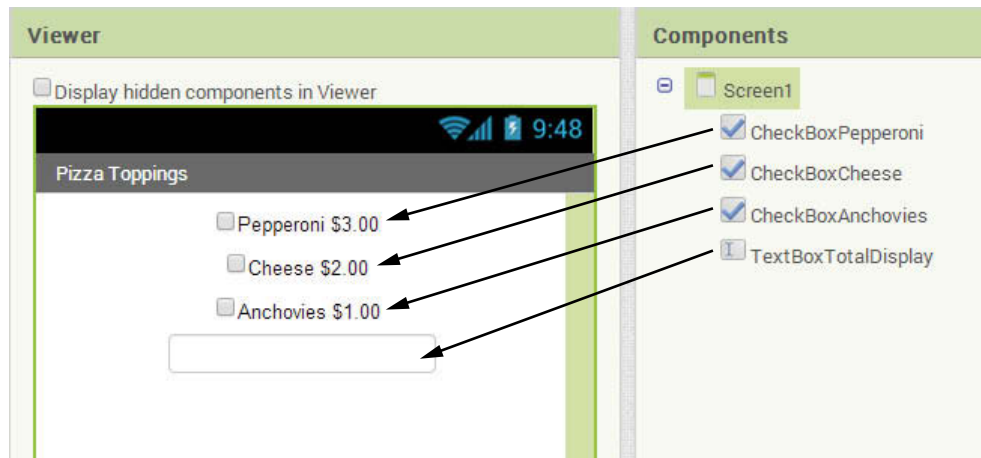 Viewer
Components
Display hidden components in Viewer
Screen1
9:48
CheckBoxPepperoni
Pizza Toppings
CheckBoxCheese
Pepperoni $3.00
CheckBoxAnchovies
Cheese $2.00
TextBoxTotalDisplay
Anchovies $1.00